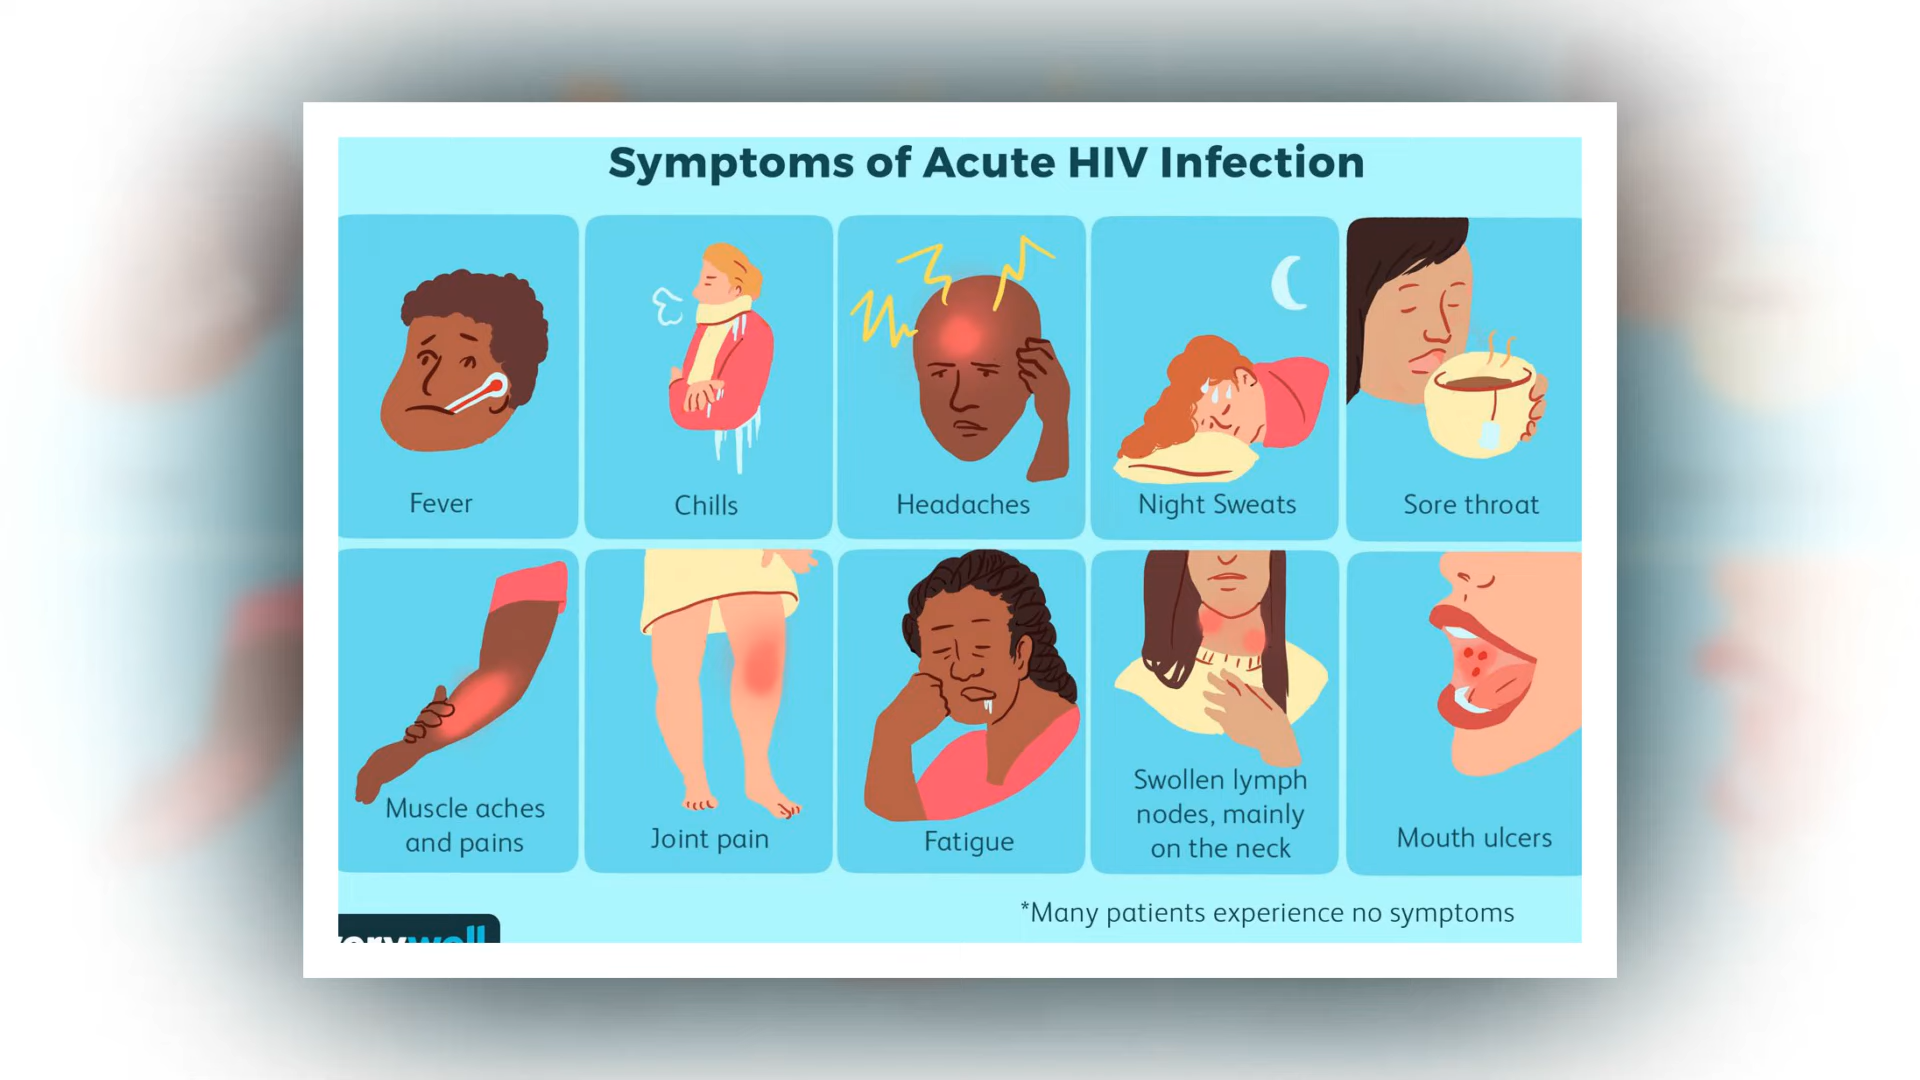 Symptoms of Acute HIV Infection
Fever
Chills
Headaches
Night Sweats
Sore throat
Muscle aches
and pains
Joint pain
Fatigue
Swollen lymph
nodes, mainly
on the neck
Mouth ulcers
*Many patients experience no symptoms